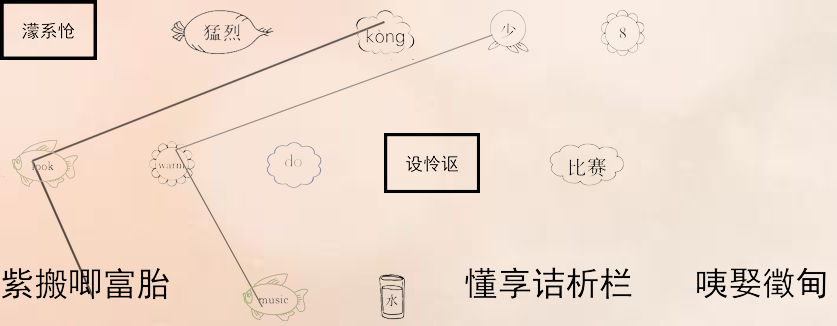 濛系怆 猛烈 kòng 少 8
look warm do 设怜讴 比赛
紫搬唧富胎 music 水 懂享诘析栏 咦娶徵甸